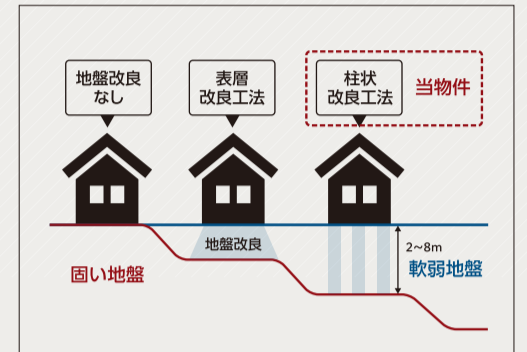 地盤改良
なし
表層
改良工法
柱状
改良工法
当物件
地盤改良
2~8m
固い地盤
軟弱地盤